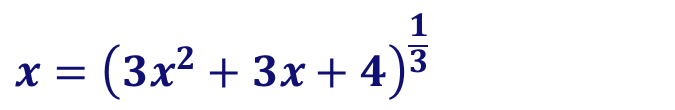 x = (3x² + 3x + 4)^(1/3)